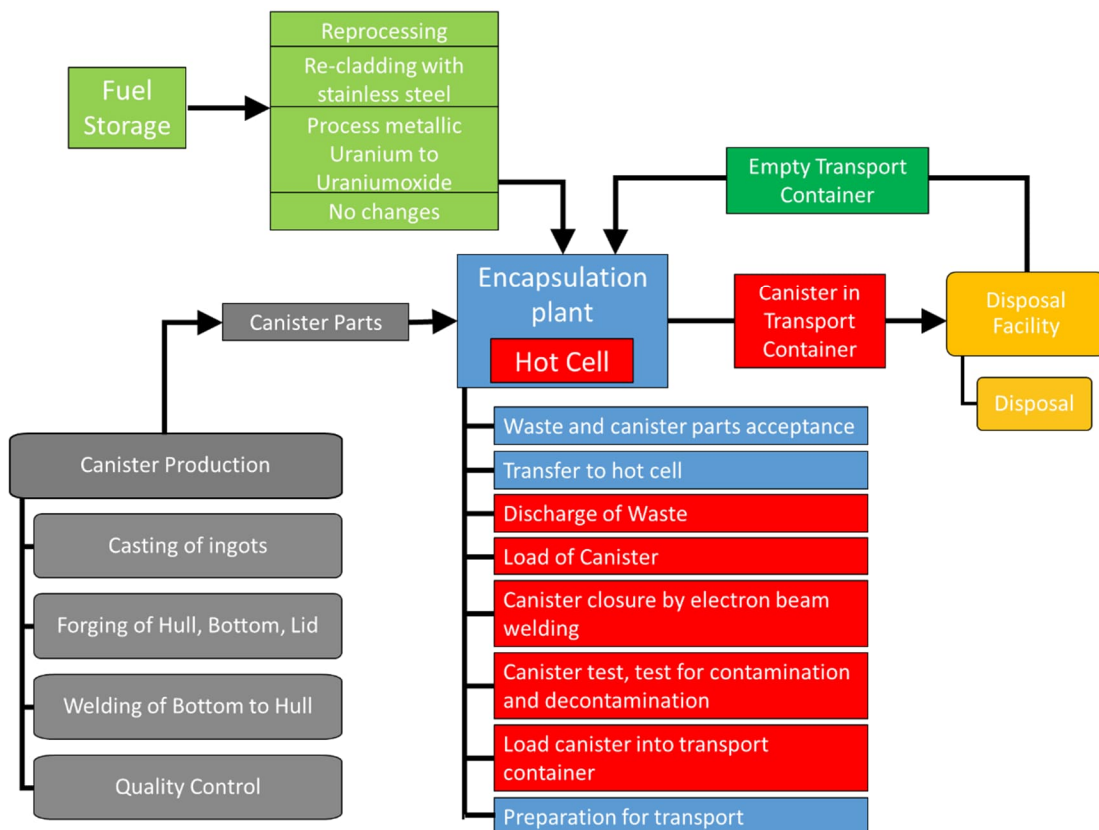 Reprocessing
Re-cladding with
stainless steel
Process metallic
Uranium to
Uraniumoxide
No changes
Fuel
Storage
Empty Transport
Container
Encapsulation
plant
Hot Cell
Canister in
Transport
Container
Disposal
Facility
Disposal
Canister Parts
Canister Production
Casting of ingots
Forging of Hull, Bottom, Lid
Welding of Bottom to Hull
Quality Control
Waste and canister parts acceptance
Transfer to hot cell
Discharge of Waste
Load of Canister
Canister closure by electron beam
welding
Canister test, test for contamination
and decontamination
Load canister into transport
container
Preparation for transport